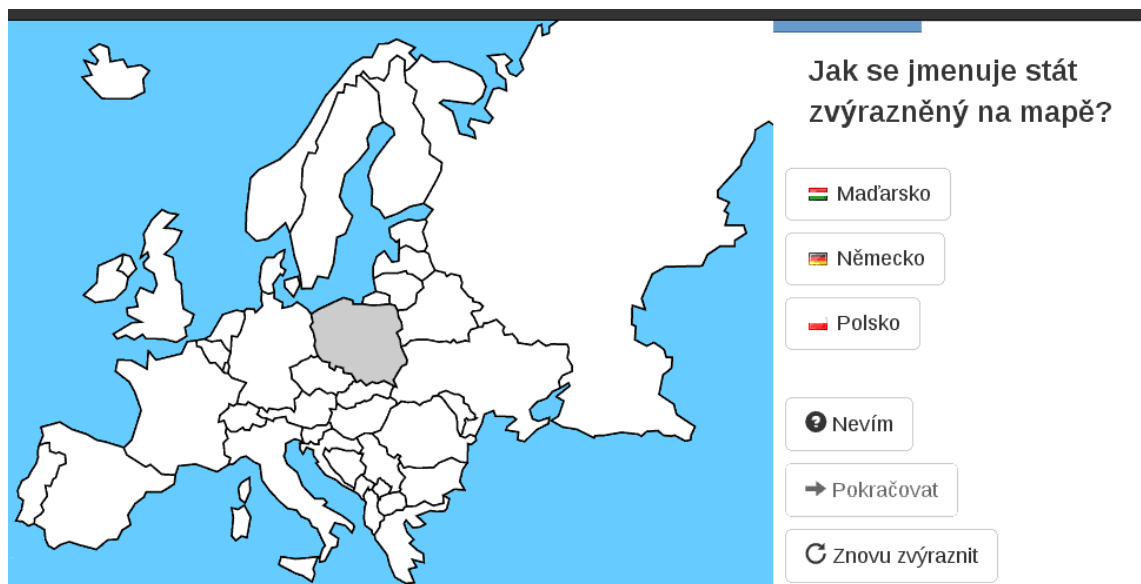 Jak se jmenuje stát
zvýrazněný na mapě?
Maďarsko
Německo
Polsko
Nevím
Pokračovat
Znovu zvýraznit